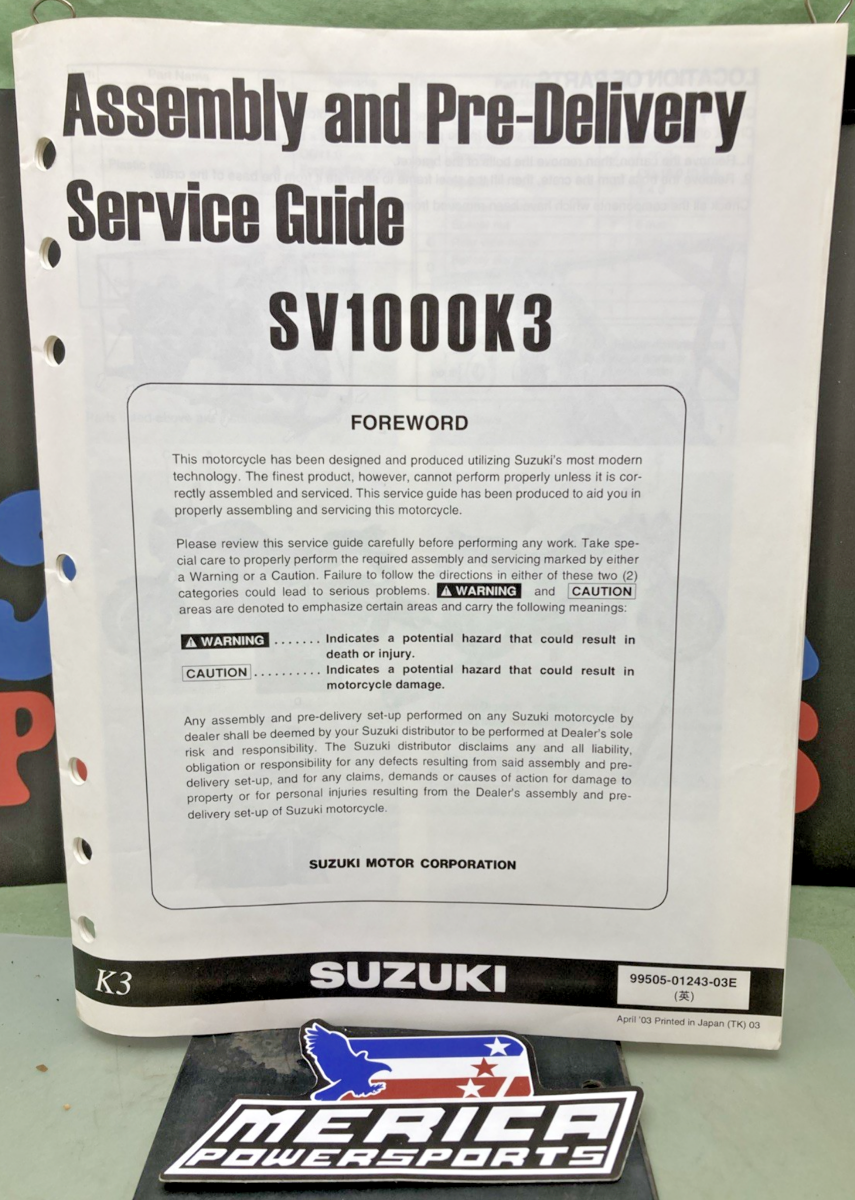 Assembly and Pre-Delivery
Service Guide
SV1000K3
FOREWORD
This motorcycle has been designed and produced utilizing Suzuki's most modern
technology. The finest product, however, cannot perform properly unless it is cor-
rectly assembled and serviced. This service guide has been produced to aid you in
properly assembling and servicing this motorcycle.
Please review this service guide carefully before performing any work. Take spe-
cial care to properly perform the required assembly and servicing marked by either
a Warning or a Caution. Failure to follow the directions in either of these two (2)
categories could lead to serious problems. ⚠ WARNING and CAUTION
areas are denoted to emphasize certain areas and carry the following meanings:
⚠ WARNING ....... Indicates a potential hazard that could result in
death or injury.
CAUTION .......... Indicates a potential hazard that could result in
motorcycle damage.
Any assembly and pre-delivery set-up performed on any Suzuki motorcycle by
dealer shall be deemed by your Suzuki distributor to be performed at Dealer's sole
risk and responsibility. The Suzuki distributor disclaims any and all liability,
obligation or responsibility for any defects resulting from said assembly and pre-
delivery set-up, and for any claims, demands or causes of action for damage to
property or for personal injuries resulting from the Dealer's assembly and pre-
delivery set-up of Suzuki motorcycle.
SUZUKI MOTOR CORPORATION
K3
SUZUKI
99505-01243-03E
(英)
April '03 Printed in Japan (TK) 03
MERICA
POWERSPORTS